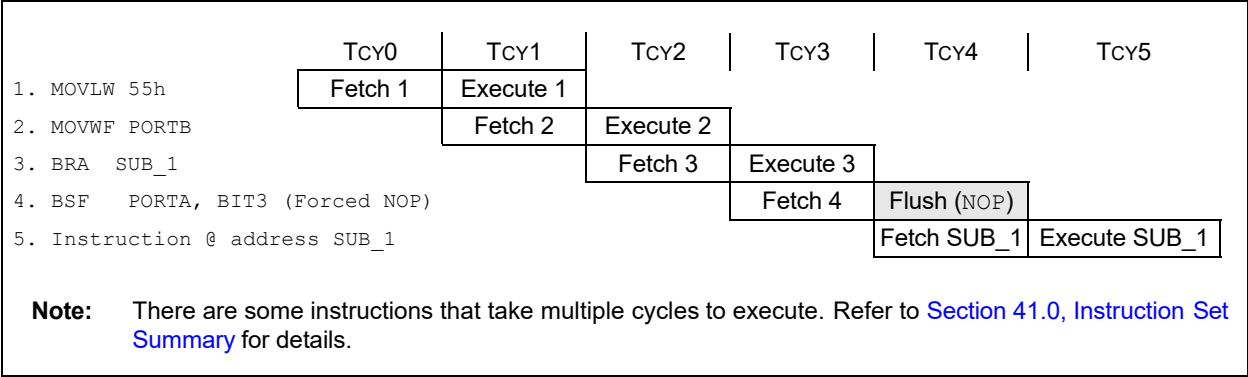 TCY0 TCY1 TCY2 TCY3 TCY4 TCY5
1. MOVLW 55h Fetch 1 Execute 1
2. MOVWF PORTB Fetch 2 Execute 2
3. BRA SUB_1 Fetch 3 Execute 3
4. BSF PORTA, BIT3 (Forced NOP) Fetch 4 Flush (NOP)
5. Instruction @ address SUB_1 Fetch SUB_1 Execute SUB_1
Note: There are some instructions that take multiple cycles to execute. Refer to Section 41.0, Instruction Set
Summary for details.